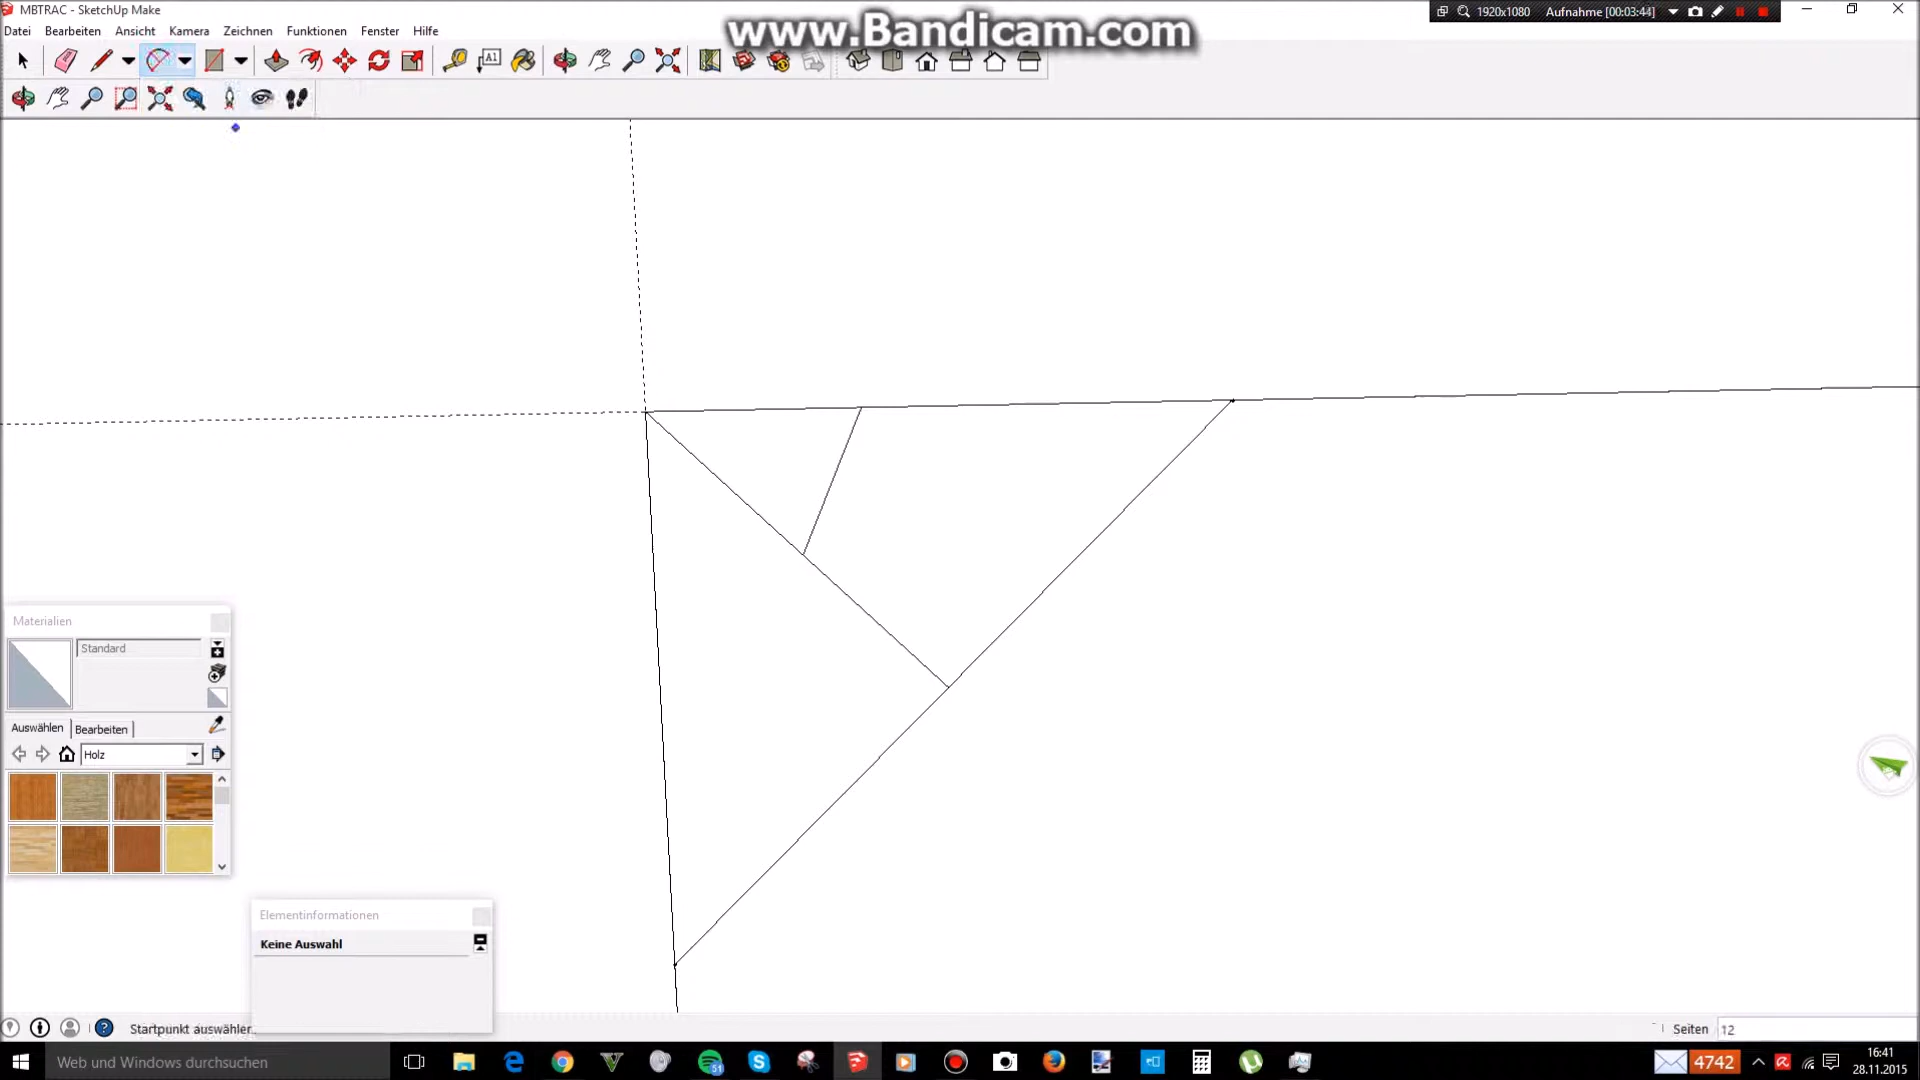 MBTRAC - SketchUp Make
www.Bandicam.com
1920x1080
Aufnahme [00:03:44]
Datei Bearbeiten Ansicht Kamera Zeichnen Funktionen Fenster Hilfe
A1
Materialien
Standard
Auswählen Bearbeiten
Holz
Elementinformationen
Keine Auswahl
Startpunkt auswählen.
Seiten 12
Web und Windows durchsuchen
51
4742
16:41
28.11.2015